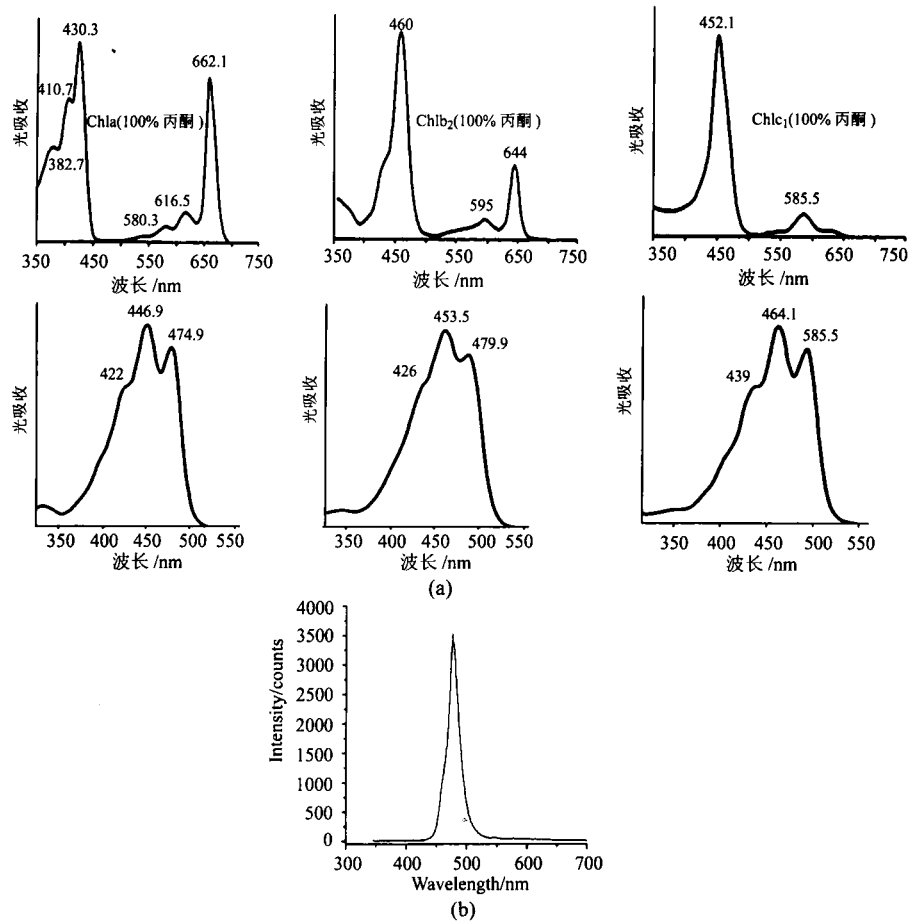 430.3
410.7
382.7
662.1
616.5
580.3
Chla(100% 丙酮)
光吸收
350 450 550 650 750
波长 /nm
460
Chlb₂(100% 丙酮)
644
595
光吸收
350 450 550 650 750
波长 /nm
452.1
Chlc₁(100% 丙酮)
585.5
光吸收
350 450 550 650 750
波长 /nm
446.9
474.9
422
光吸收
350 400 450 500 550
波长 /nm
453.5
479.9
426
光吸收
350 400 450 500 550
波长 /nm
464.1
585.5
439
光吸收
350 400 450 500 550
波长 /nm
(a)
4000
3500
3000
2500
2000
1500
1000
500
0
Intensity/counts
300 400 500 600 700
Wavelength/nm
(b)